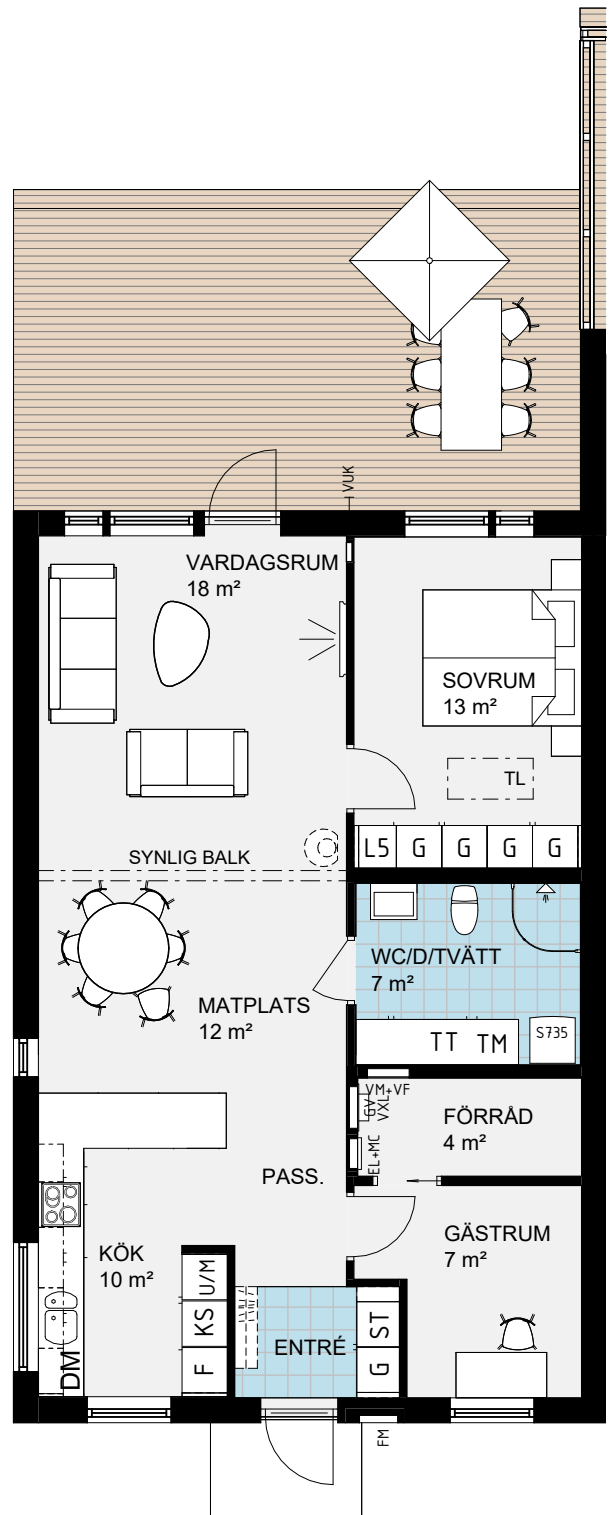 VUK
VARDAGSRUM
18 m²
SOVRUM
13 m²
TL
L5 G G G G
SYNLIG BALK
WC/D/TVÄTT
7 m²
MATPLATS
12 m²
TT TM
S735
VM+VF
GV
VXL
EL+MC
FÖRRÅD
4 m²
PASS.
GÄSTRUM
7 m²
KÖK
10 m²
U/M
KS
F
DM
ENTRÉ
ST
G
FM